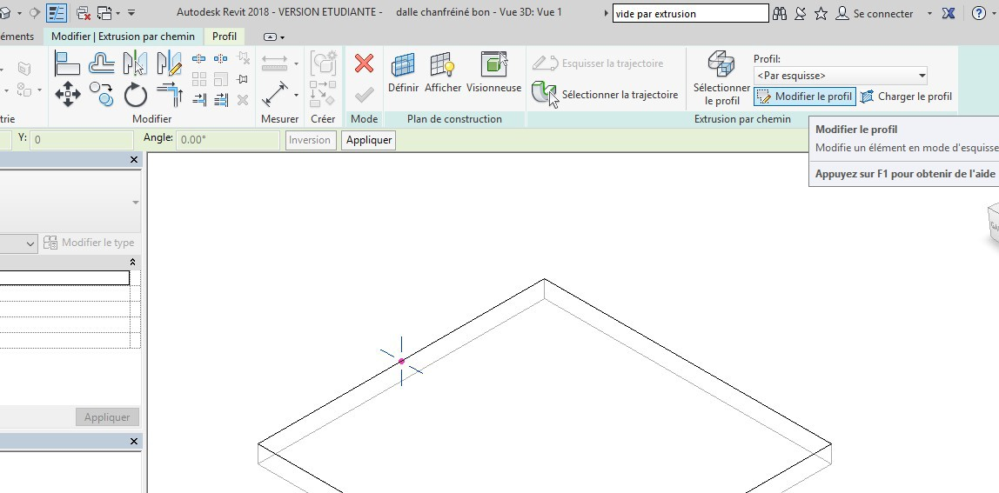 Autodesk Revit 2018 - VERSION ETUDIANTE - dalle chanfréiné bon - Vue 3D: Vue 1
vide par extrusion
Se connecter
éments
Modifier | Extrusion par chemin
Profil
Définir
Afficher
Visionneuse
Esquisser la trajectoire
Sélectionner la trajectoire
Sélectionner
le profil
Profil:
<Par esquisse>
Modifier le profil
Charger le profil
trie
Modifier
Mesurer
Créer
Mode
Plan de construction
Extrusion par chemin
Y: 0
Angle: 0.00°
Inversion
Appliquer
Modifier le profil
Modifie un élément en mode d'esquisse
Appuyez sur F1 pour obtenir de l'aide
Modifier le type
Appliquer